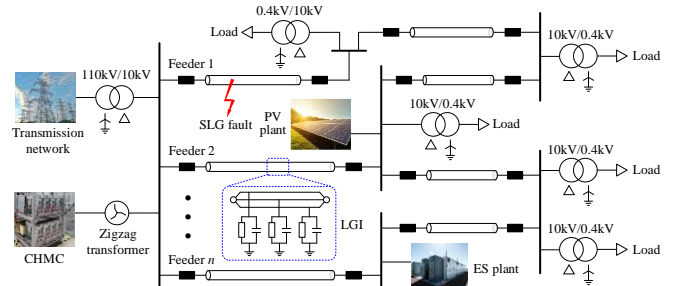 0.4kV/10kV
Load
10kV/0.4kV
Load
110kV/10kV
Feeder 1
SLG fault
PV
plant
10kV/0.4kV
Load
Transmission
network
Feeder 2
10kV/0.4kV
Load
LGI
CHMC
Zigzag
transformer
10kV/0.4kV
Load
ES plant
Feeder n